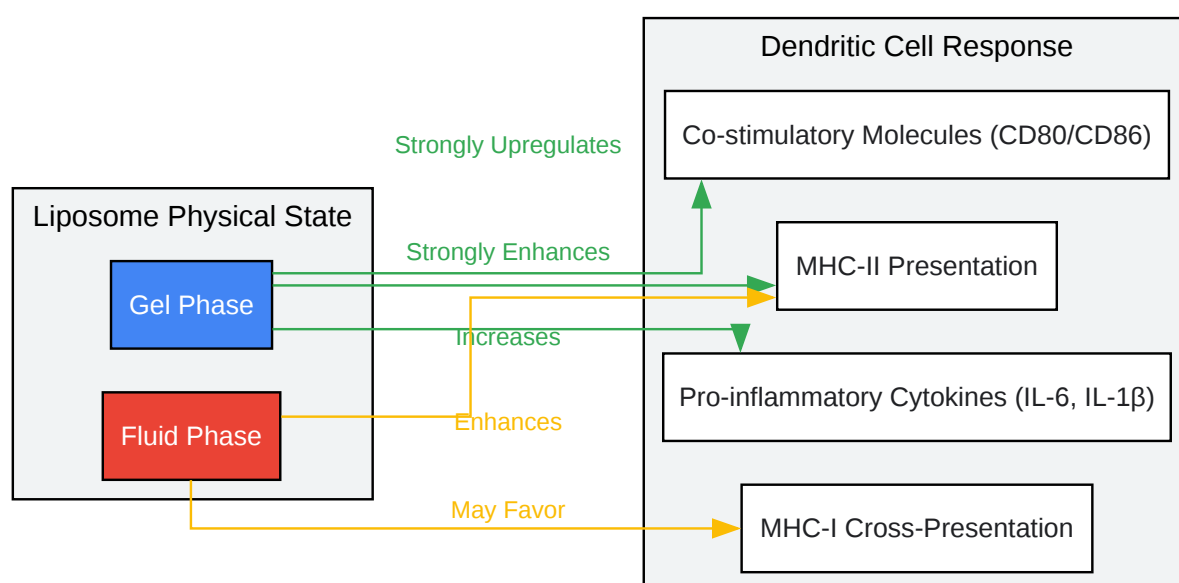 Dendritic Cell Response
Co-stimulatory Molecules (CD80/CD86)
Strongly Upregulates
Liposome Physical State
Strongly Enhances
MHC-II Presentation
Gel Phase
Increases
Pro-inflammatory Cytokines (IL-6, IL-1β)
Fluid Phase
Enhances
May Favor
MHC-I Cross-Presentation